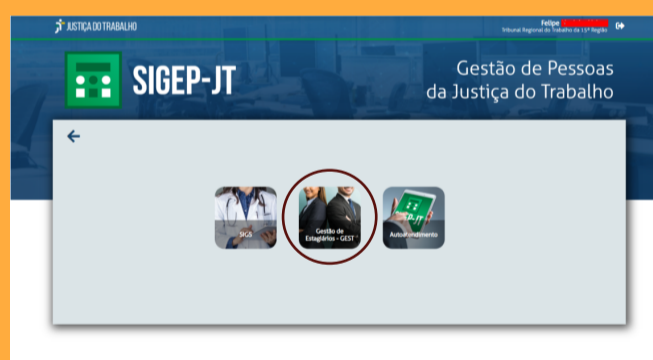 JUSTIÇA DO TRABALHO
Felipe
Tribunal Regional do Trabalho da 15ª Região
SIGEP-JT
Gestão de Pessoas
da Justiça do Trabalho
SIGS
Gestão de
Estagiários - GEST
Autoatendimento